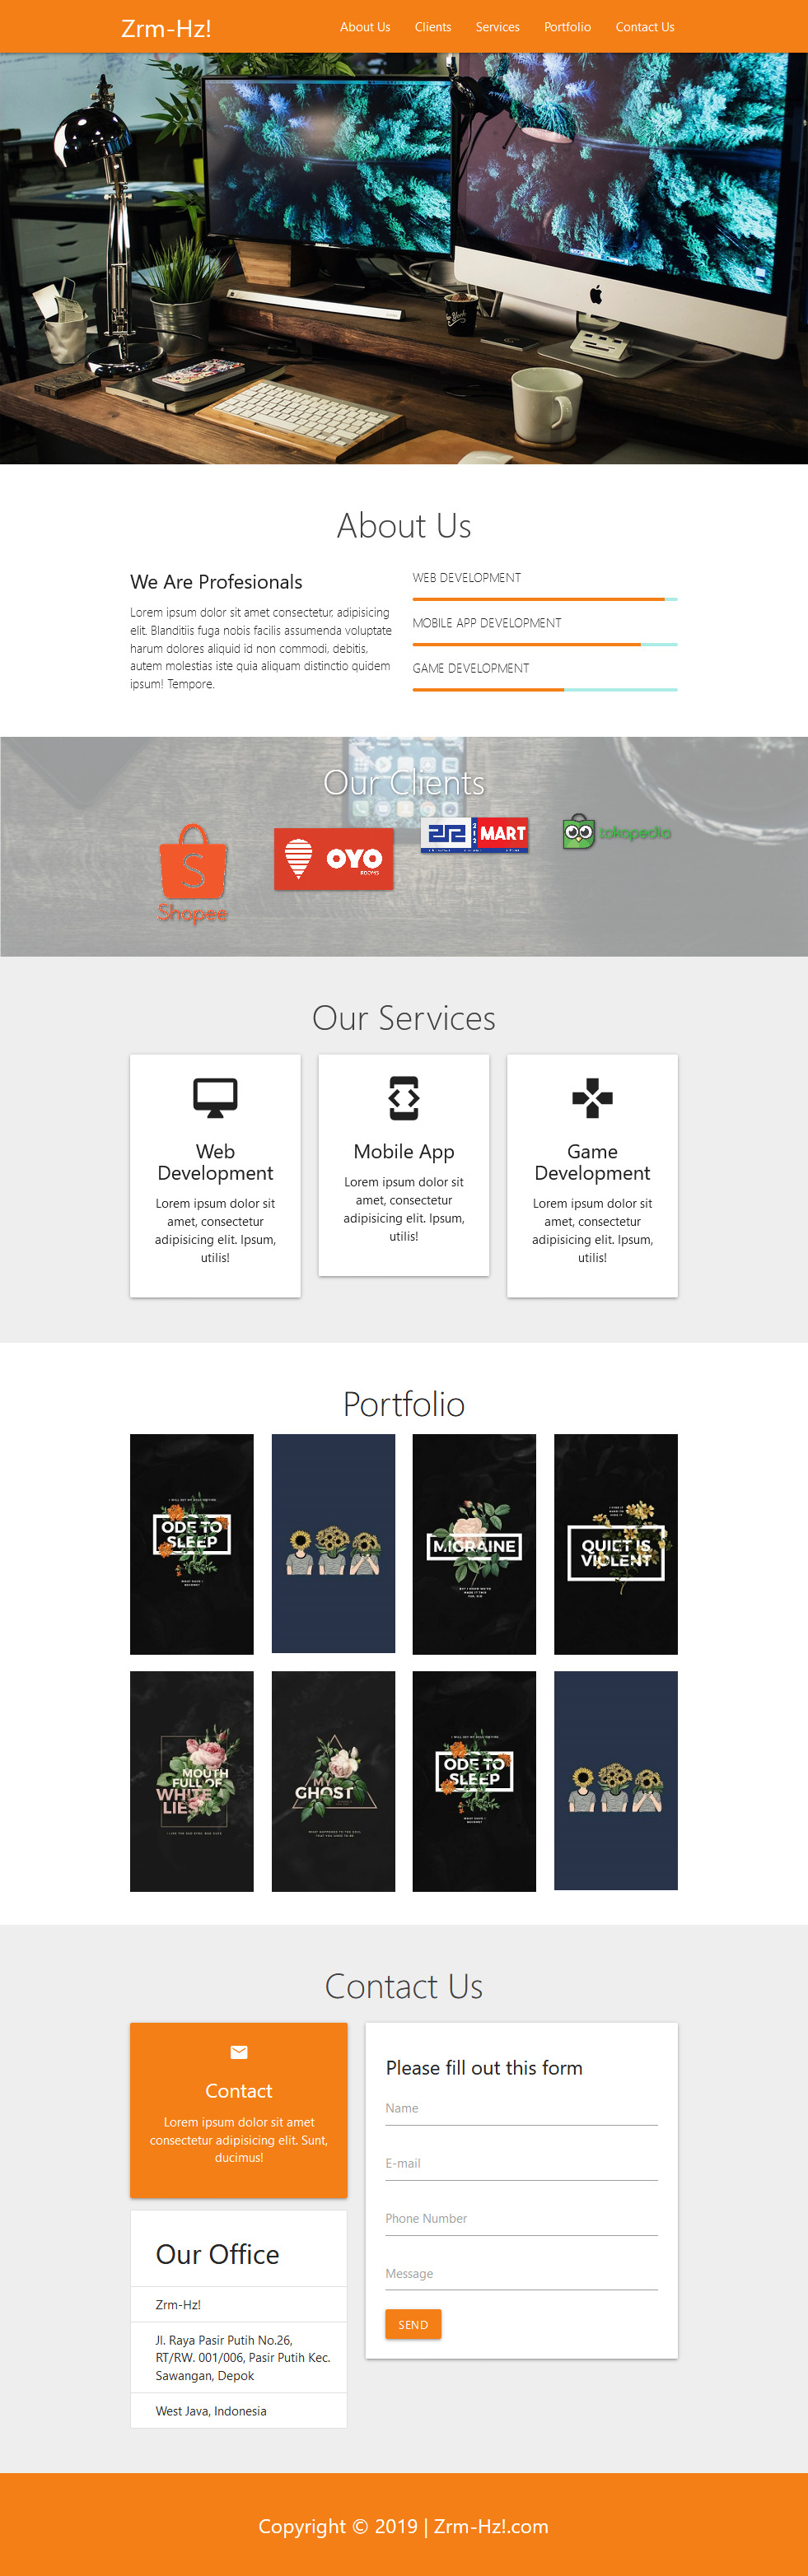 Zrm-Hz!
About Us
Clients
Services
Portfolio
Contact Us
About Us
We Are Profesionals
Lorem ipsum dolor sit amet consectetur, adipisicing
elit. Blanditiis fuga nobis facilis assumenda voluptate
harum dolores aliquid id non commodi, debitis,
autem molestias iste quia aliquam distinctio quidem
ipsum! Tempore.
WEB DEVELOPMENT
MOBILE APP DEVELOPMENT
GAME DEVELOPMENT
Our Clients
S
Shopee
OYO
ROOMS
212
MART
tokopedia
Our Services
Web
Development
Lorem ipsum dolor sit
amet, consectetur
adipisicing elit. Ipsum,
utilis!
Mobile App
Lorem ipsum dolor sit
amet, consectetur
adipisicing elit. Ipsum,
utilis!
Game
Development
Lorem ipsum dolor sit
amet, consectetur
adipisicing elit. Ipsum,
utilis!
Portfolio
ODE TO
SLEEP
MIGRAINE
QUIET IS
VIOLENT
MOUTH
FULL OF
WHITE
LIES
MY
GHOST
ODE TO
SLEEP
Contact Us
Contact
Lorem ipsum dolor sit amet
consectetur adipisicing elit. Sunt,
ducimus!
Our Office
Zrm-Hz!
Jl. Raya Pasir Putih No.26,
RT/RW. 001/006, Pasir Putih Kec.
Sawangan, Depok
West Java, Indonesia
Please fill out this form
Name
E-mail
Phone Number
Message
SEND
Copyright © 2019 | Zrm-Hz!.com